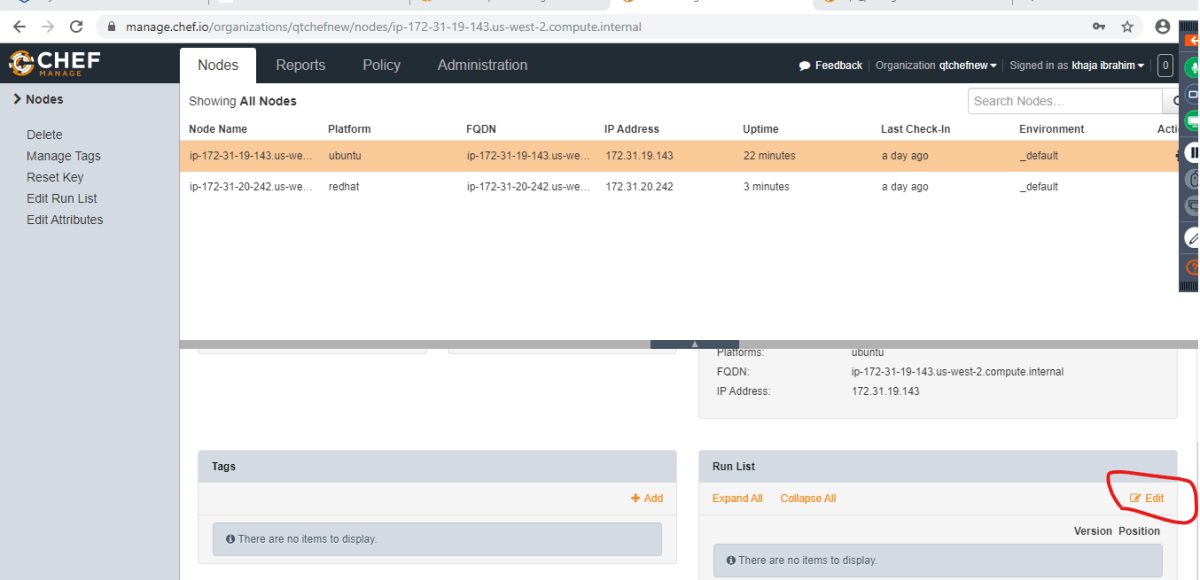 manage.chef.io/organizations/qtchefnew/nodes/ip-172-31-19-143.us-west-2.compute.internal
CHEF
MANAGE
Nodes Reports Policy Administration
Feedback Organization qtchefnew Signed in as khaja ibrahim 0
Nodes
Delete
Manage Tags
Reset Key
Edit Run List
Edit Attributes
Showing All Nodes
Search Nodes...
Node Name Platform FQDN IP Address Uptime Last Check-In Environment Acti
ip-172-31-19-143.us-we... ubuntu ip-172-31-19-143.us-we... 172.31.19.143 22 minutes a day ago _default
ip-172-31-20-242.us-we... redhat ip-172-31-20-242.us-we... 172.31.20.242 3 minutes a day ago _default
Platforms: ubuntu
FQDN: ip-172-31-19-143.us-west-2.compute.internal
IP Address: 172.31.19.143
Tags
+ Add
There are no items to display.
Run List
Expand All Collapse All Edit
Version Position
There are no items to display.